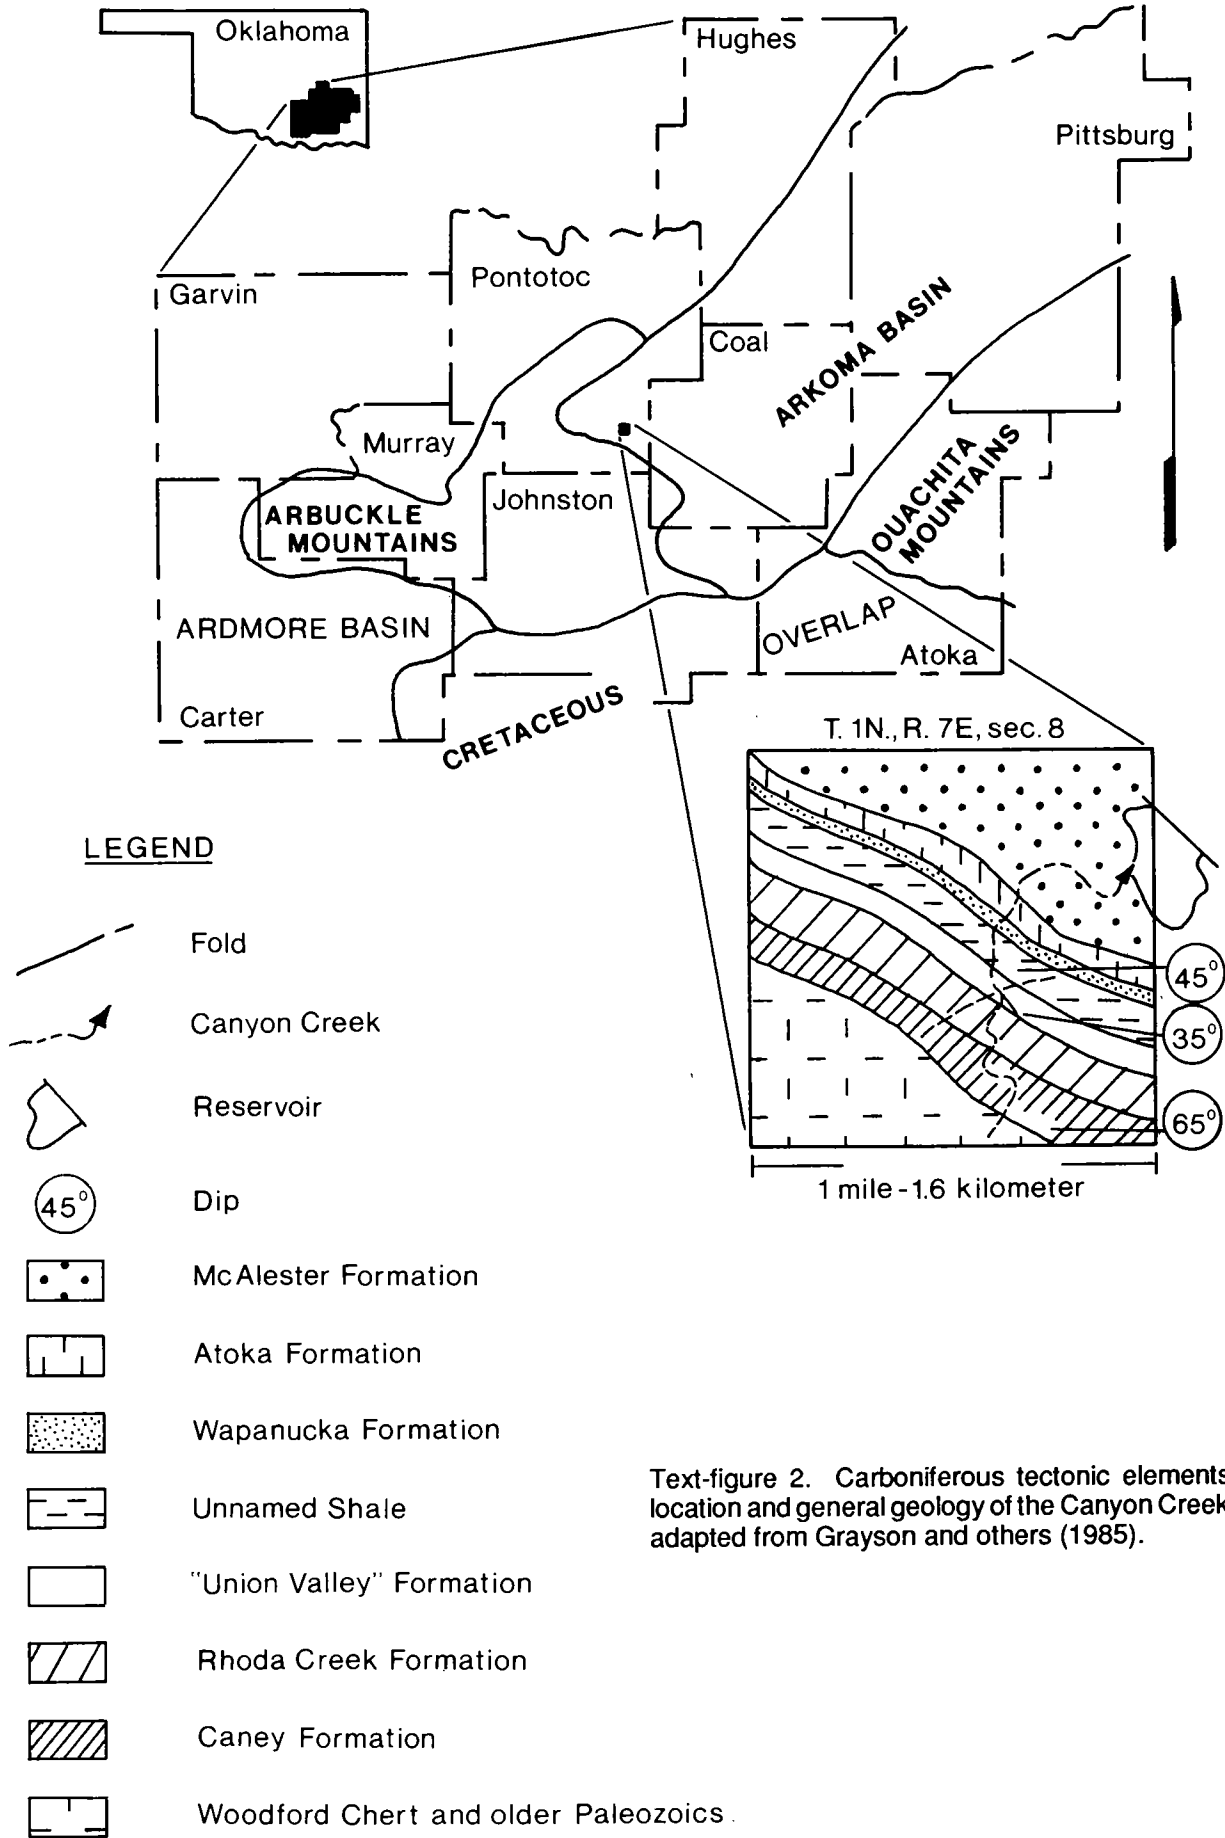 Oklahoma
Hughes
Pittsburg
Pontotoc
Garvin
Coal
ARKOMA BASIN
Murray
Johnston
ARBUCKLE
MOUNTAINS
OUACHITA
MOUNTAINS
ARDMORE BASIN
OVERLAP
Atoka
Carter
CRETACEOUS
T. 1N., R. 7E, sec. 8
45°
35°
65°
1 mile-1.6 kilometer
LEGEND
Fold
Canyon Creek
Reservoir
45°
Dip
McAlester Formation
Atoka Formation
Wapanucka Formation
Unnamed Shale
"Union Valley" Formation
Rhoda Creek Formation
Caney Formation
Woodford Chert and older Paleozoics
Text-figure 2. Carboniferous tectonic elements
location and general geology of the Canyon Creek
adapted from Grayson and others (1985).